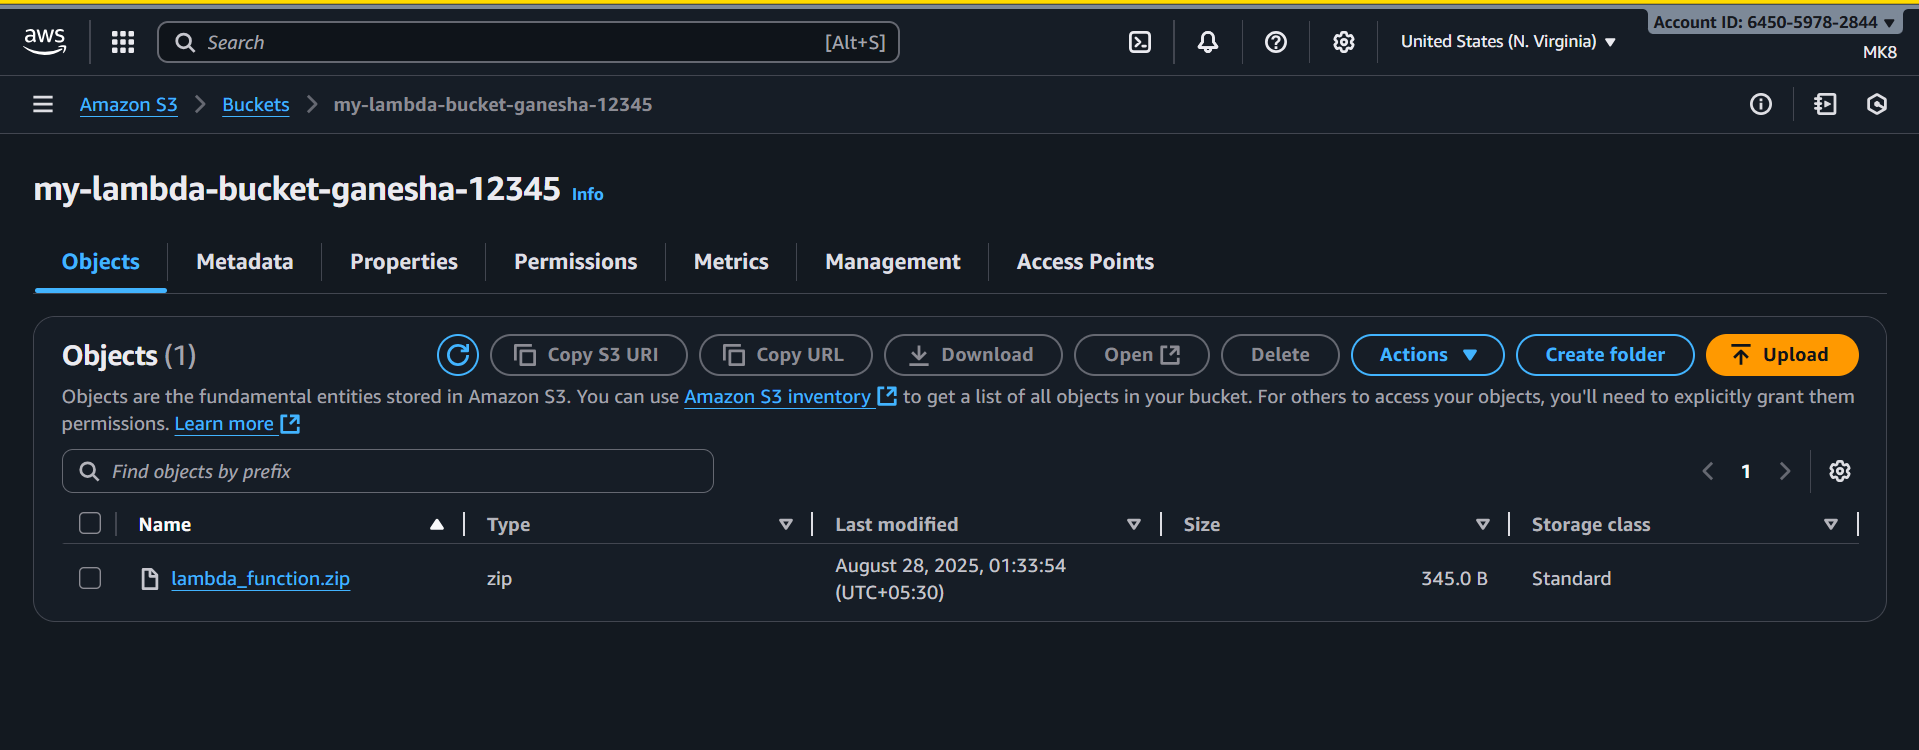 Account ID: 6450-5978-2844
aws
Search [Alt+S]
United States (N. Virginia)
MK8
Amazon S3 Buckets my-lambda-bucket-ganesha-12345
my-lambda-bucket-ganesha-12345 Info
Objects Metadata Properties Permissions Metrics Management Access Points
Objects (1) Copy S3 URI Copy URL Download Open Delete Actions Create folder Upload
Objects are the fundamental entities stored in Amazon S3. You can use Amazon S3 inventory to get a list of all objects in your bucket. For others to access your objects, you'll need to explicitly grant them
permissions. Learn more
Find objects by prefix 1
Name Type Last modified Size Storage class
lambda_function.zip zip August 28, 2025, 01:33:54 345.0 B Standard
(UTC+05:30)